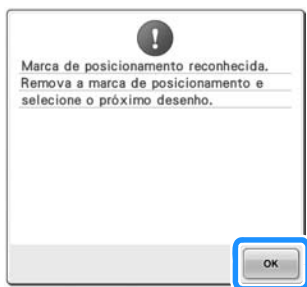 Marca de posicionamento reconhecida.
Remova a marca de posicionamento e
selecione o próximo desenho.
OK